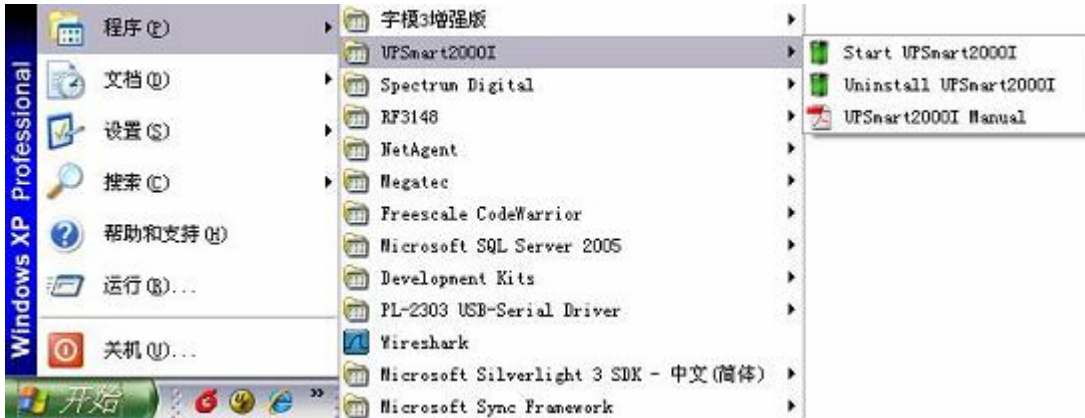 Windows XP Professional
程序(P)
文档(D)
设置(S)
搜索(C)
帮助和支持(H)
运行(R)...
关机(U)...
开始
字模3增强版
UPSmart2000I
Spectrum Digital
RF3148
NetAgent
Megatec
Freescale CodeWarrior
Microsoft SQL Server 2005
Development Kits
PL-2303 USB-Serial Driver
Wireshark
Microsoft Silverlight 3 SDK - 中文(简体)
Microsoft Sync Framework
Start UPSmart2000I
Uninstall UPSmart2000I
UPSmart2000I Manual